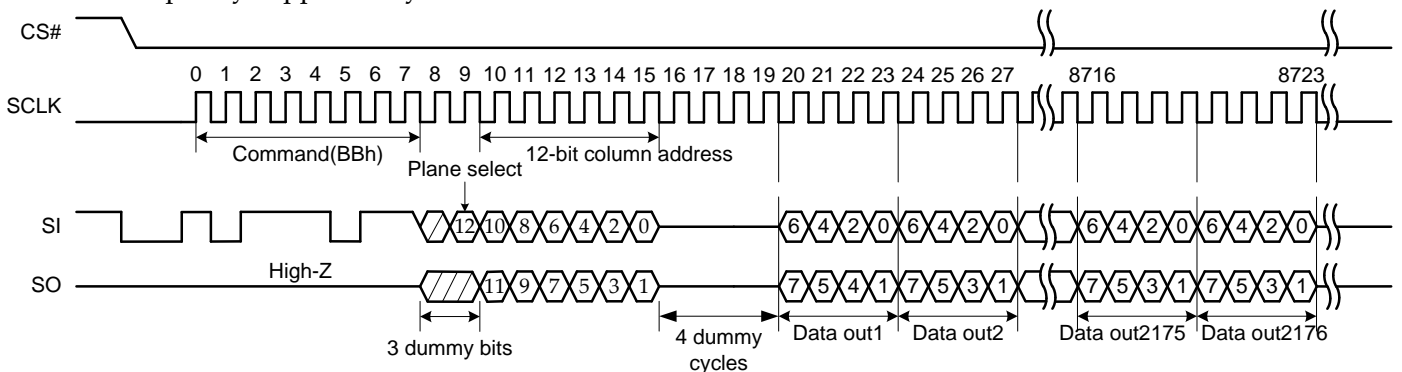 CS#
0 1 2 3 4 5 6 7 8 9 10 11 12 13 14 15 16 17 18 19 20 21 22 23 24 25 26 27 8716 8723
SCLK
Command(BBh) 12-bit column address
Plane select
SI 12 10 8 6 4 2 0 6 4 2 0 6 4 2 0 6 4 2 0 6 4 2 0
High-Z
SO 11 9 7 5 3 1 7 5 4 1 7 5 3 1 7 5 3 1 7 5 3 1
3 dummy bits 4 dummy cycles Data out1 Data out2 Data out2175 Data out2176